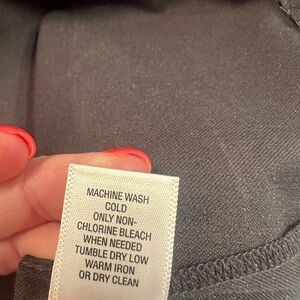 MACHINE WASH
COLD
ONLY NON-
CHLORINE BLEACH
WHEN NEEDED
TUMBLE DRY LOW
WARM IRON
OR DRY CLEAN